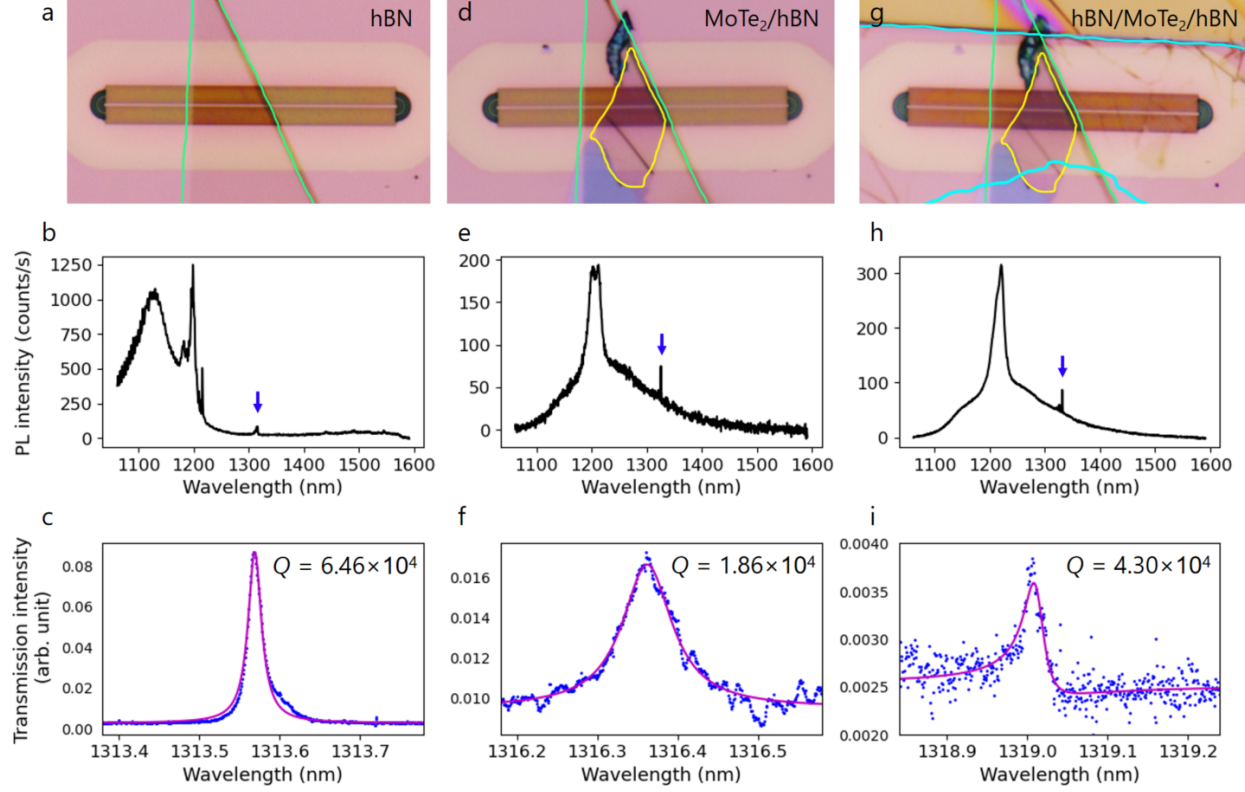 a hBN
d MoTe₂/hBN
g hBN/MoTe₂/hBN
b
PL intensity (counts/s)
1250
1000
750
500
250
0
1100 1200 1300 1400 1500 1600
Wavelength (nm)
e
200
150
100
50
0
1100 1200 1300 1400 1500 1600
Wavelength (nm)
h
300
200
100
0
1100 1200 1300 1400 1500 1600
Wavelength (nm)
c
Transmission intensity
(arb. unit)
Q = 6.46×10⁴
0.08
0.06
0.04
0.02
0.00
1313.4 1313.5 1313.6 1313.7
Wavelength (nm)
f
Q = 1.86×10⁴
0.016
0.014
0.012
0.010
1316.2 1316.3 1316.4 1316.5
Wavelength (nm)
i
Q = 4.30×10⁴
0.0040
0.0035
0.0030
0.0025
0.0020
1318.9 1319.0 1319.1 1319.2
Wavelength (nm)